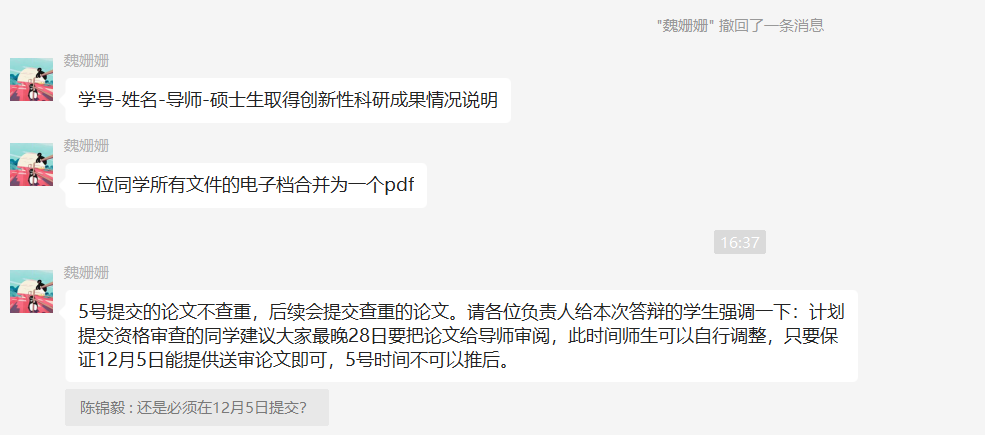 "魏姗姗" 撤回了一条消息
魏姗姗
学号-姓名-导师-硕士生取得创新性科研成果情况说明
魏姗姗
一位同学所有文件的电子档合并为一个pdf
16:37
魏姗姗
5号提交的论文不查重，后续会提交查重的论文。请各位负责人给本次答辩的学生强调一下：计划
提交资格审查的同学建议大家最晚28日要把论文给导师审阅，此时间师生可以自行调整，只要保
证12月5日能提供送审论文即可，5号时间不可以推后。
陈锦毅 : 还是必须在12月5日提交？